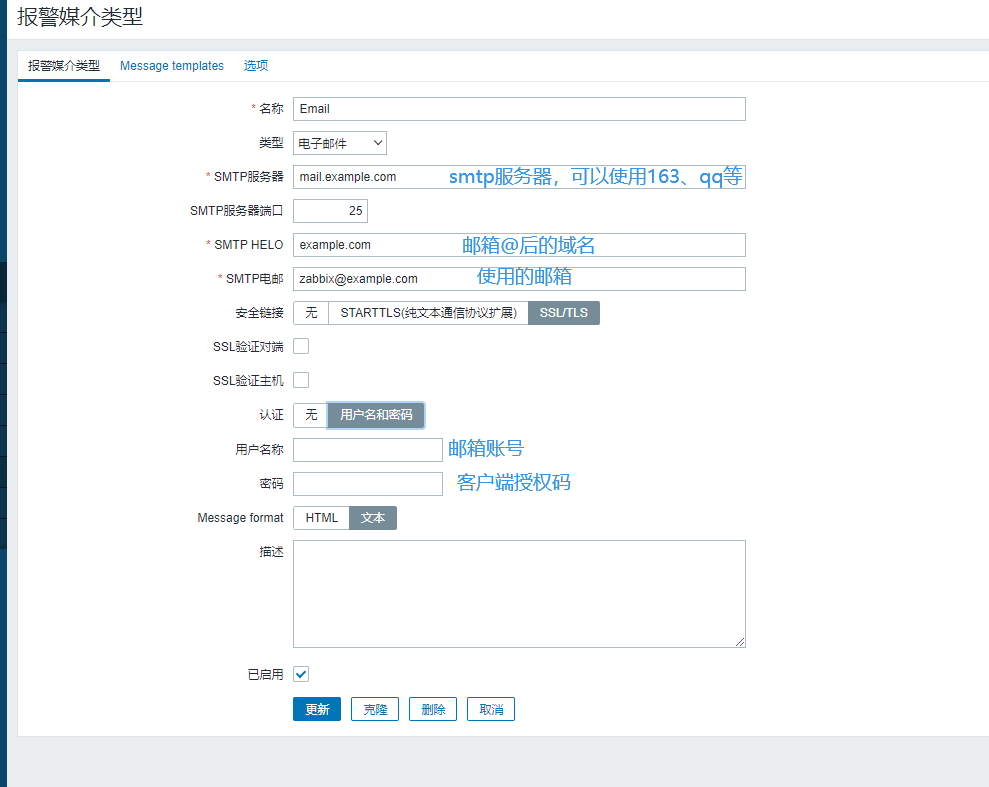 报警媒介类型
报警媒介类型 Message templates 选项
* 名称 Email
类型 电子邮件
* SMTP服务器 mail.example.com smtp服务器，可以使用163、qq等
SMTP服务器端口 25
* SMTP HELO example.com 邮箱@后的域名
* SMTP电邮 zabbix@example.com 使用的邮箱
安全链接 无 STARTTLS(纯文本通信协议扩展) SSL/TLS
SSL验证对端
SSL验证主机
认证 无 用户名和密码
用户名称 邮箱账号
密码 客户端授权码
Message format HTML 文本
描述
已启用
更新 克隆 删除 取消